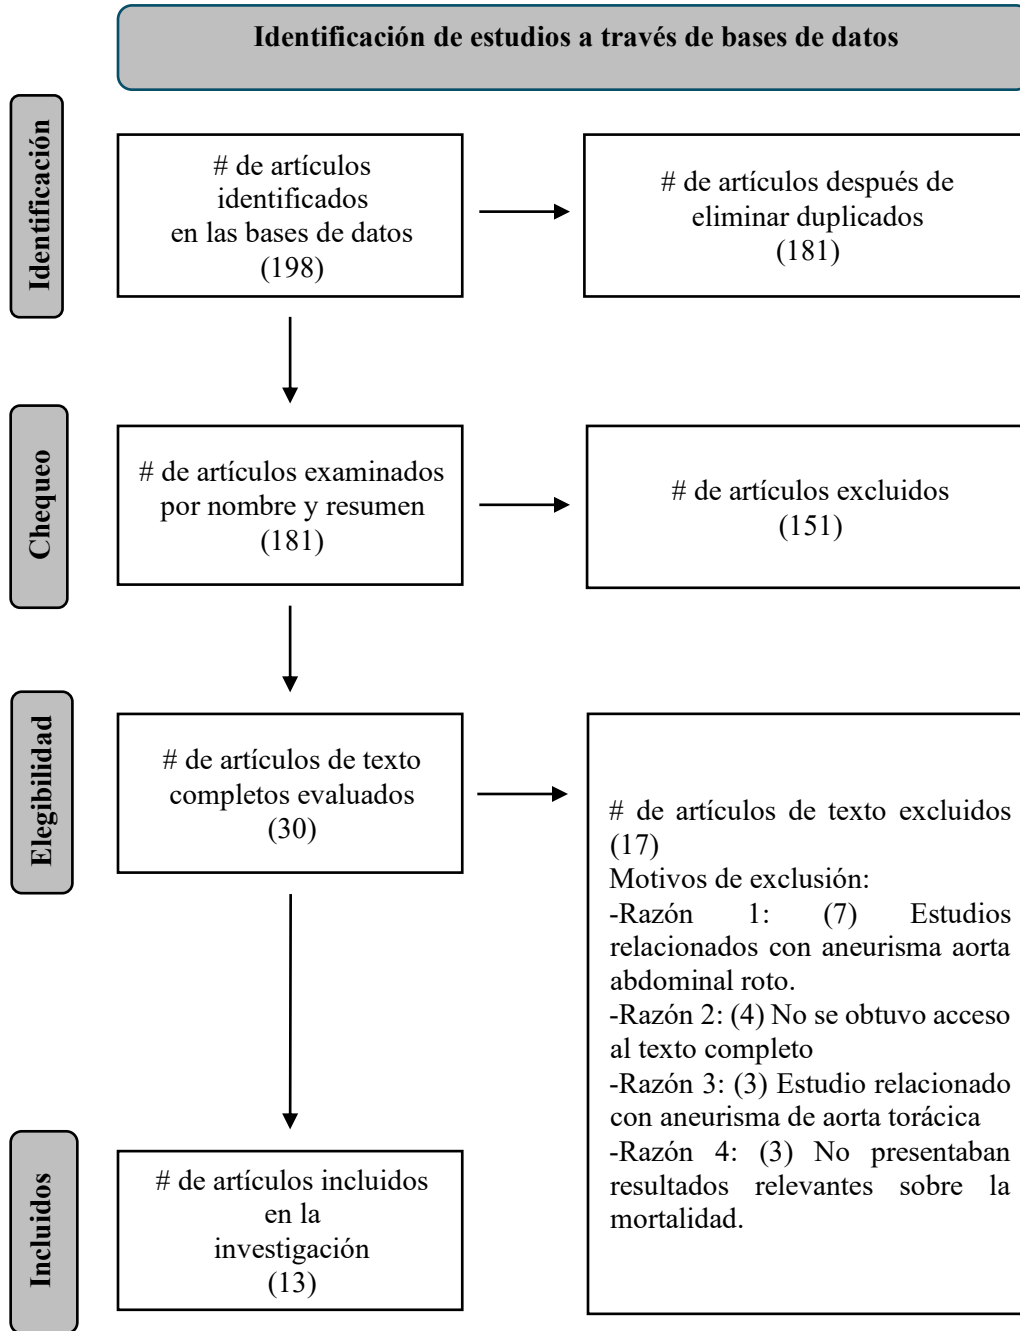 Identificación de estudios a través de bases de datos
Identificación
# de artículos
identificados
en las bases de datos
(198)
# de artículos después de
eliminar duplicados
(181)
Chequeo
# de artículos examinados
por nombre y resumen
(181)
# de artículos excluidos
(151)
Elegibilidad
# de artículos de texto
completos evaluados
(30)
# de artículos de texto excluidos
(17)
Motivos de exclusión:
-Razón 1: (7) Estudios
relacionados con aneurisma aorta
abdominal roto.
-Razón 2: (4) No se obtuvo acceso
al texto completo
-Razón 3: (3) Estudio relacionado
con aneurisma de aorta torácica
-Razón 4: (3) No presentaban
resultados relevantes sobre la
mortalidad.
Incluidos
# de artículos incluidos
en la
investigación
(13)